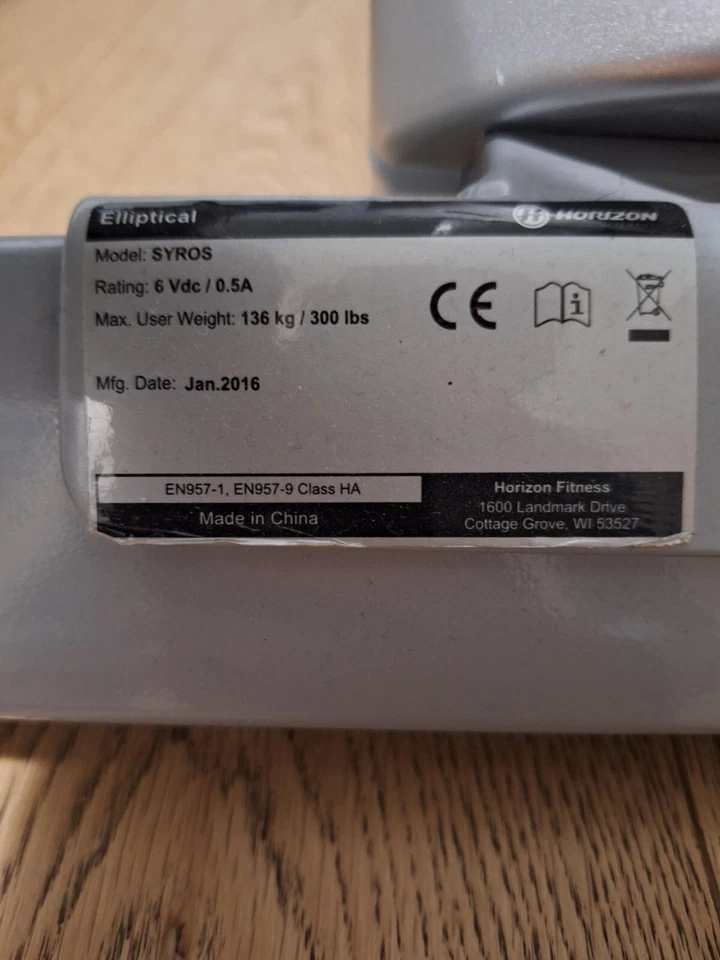 Elliptical
HORIZON
Model: SYROS
Rating: 6 Vdc / 0.5A
Max. User Weight: 136 kg / 300 lbs
CE
Mfg. Date: Jan.2016
EN957-1, EN957-9 Class HA
Made in China
Horizon Fitness
1600 Landmark Drive
Cottage Grove, WI 53527